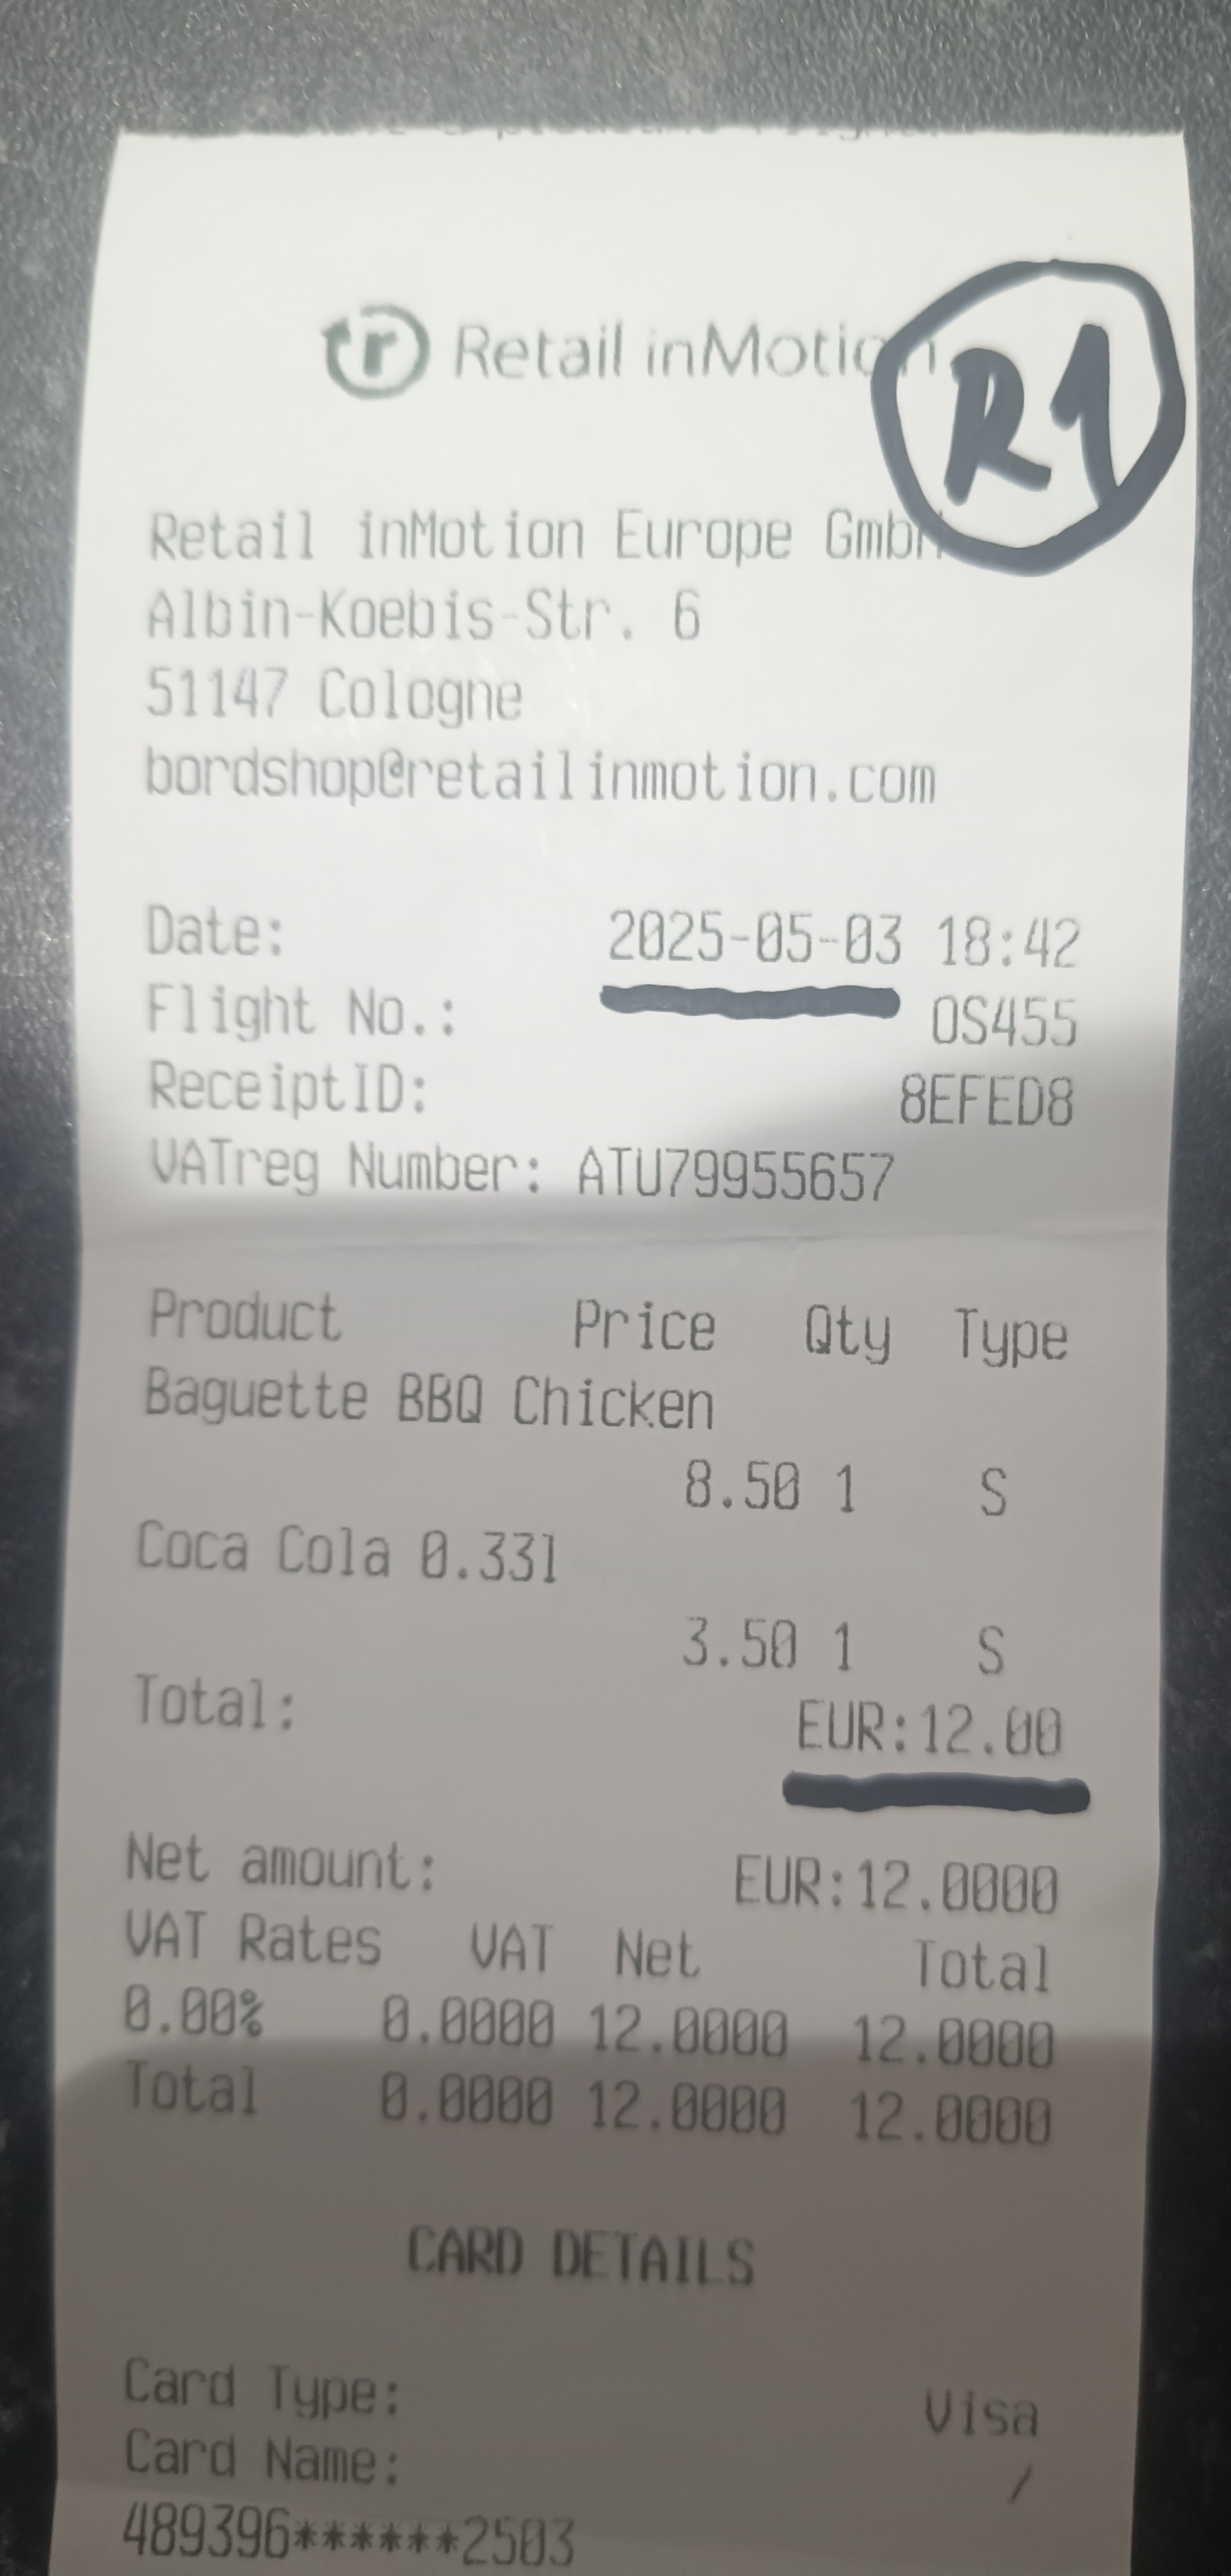 Retail inMotion
R1
Retail inMotion Europe GmbH
Albin-Koebis-Str. 6
51147 Cologne
bordshop@retailinmotion.com
Date: 2025-05-03 18:42
Flight No.: OS455
ReceiptID: 8EFED8
VATreg Number: ATU79955657
Product Price Qty Type
Baguette BBQ Chicken
8.50 1 S
Coca Cola 0.33l
3.50 1 S
Total: EUR:12.00
Net amount: EUR:12.0000
VAT Rates VAT Net Total
0.00% 0.0000 12.0000 12.0000
Total 0.0000 12.0000 12.0000
CARD DETAILS
Card Type: Visa
Card Name: /
489396******2503